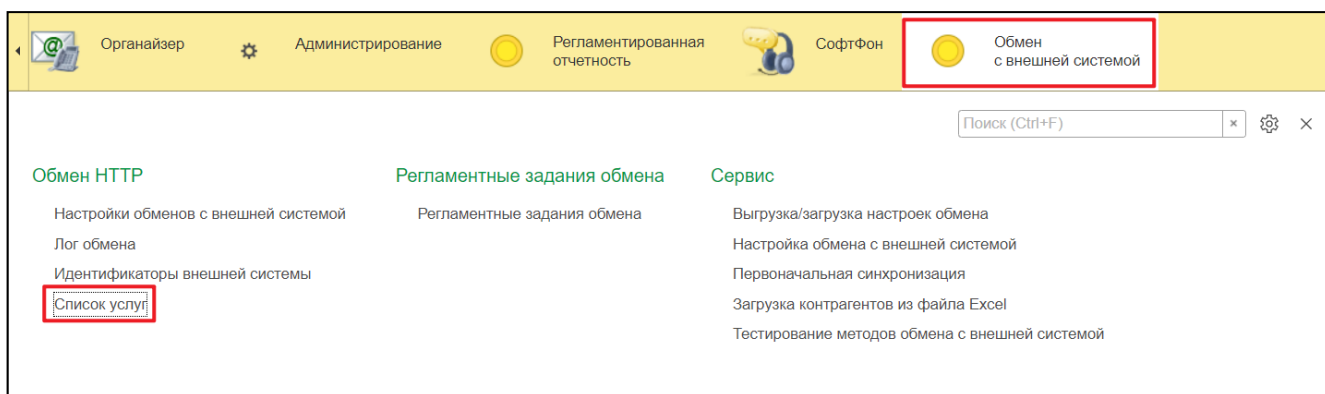 Органайзер
Администрирование
Регламентированная
отчетность
СофтФон
Обмен
с внешней системой
Поиск (Ctrl+F)
Обмен HTTP
Настройки обменов с внешней системой
Лог обмена
Идентификаторы внешней системы
Список услуг
Регламентные задания обмена
Регламентные задания обмена
Сервис
Выгрузка/загрузка настроек обмена
Настройка обмена с внешней системой
Первоначальная синхронизация
Загрузка контрагентов из файла Excel
Тестирование методов обмена с внешней системой